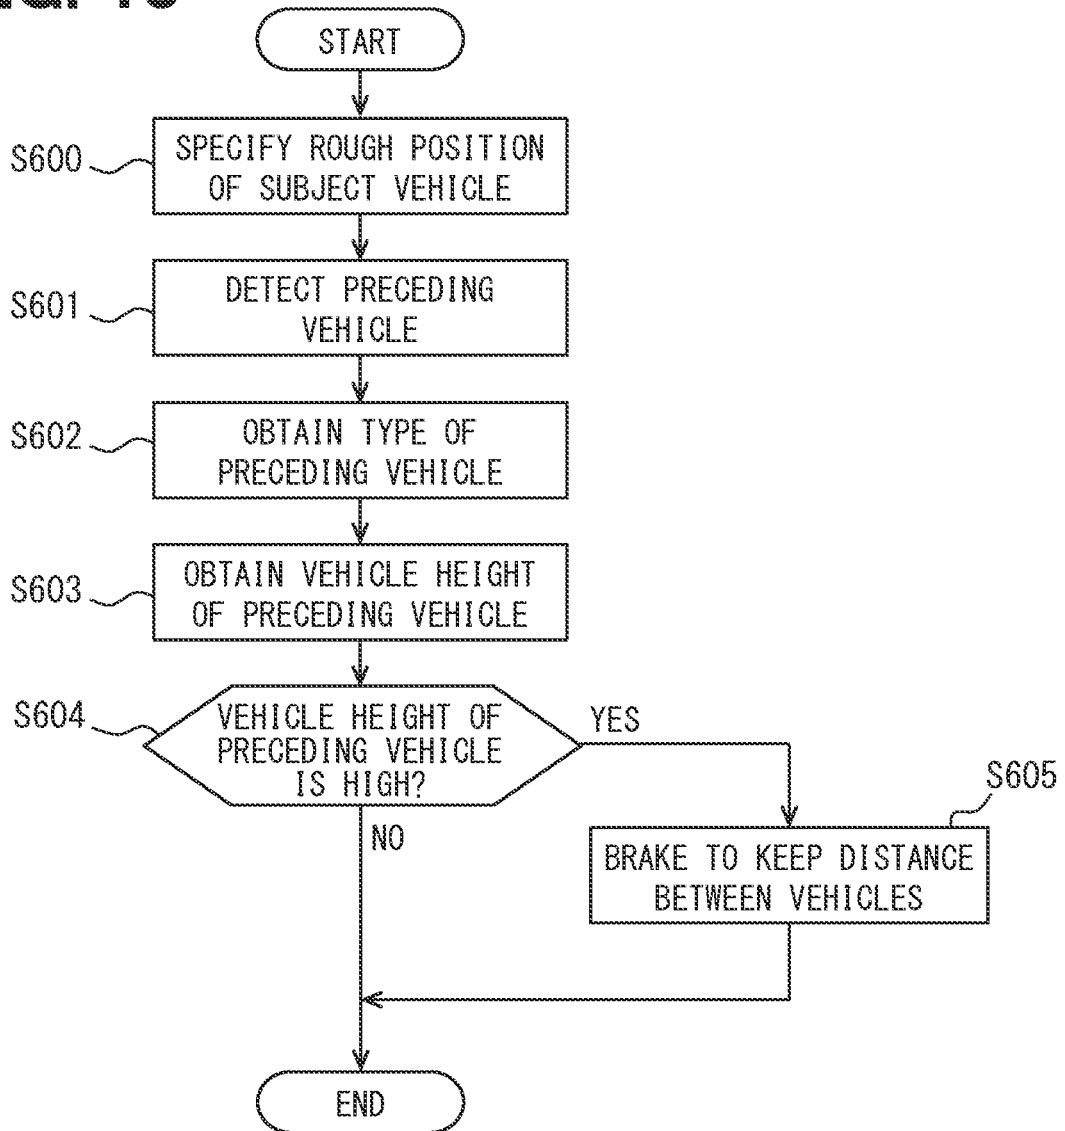 START
S600
SPECIFY ROUGH POSITION
OF SUBJECT VEHICLE
S601
DETECT PRECEDING
VEHICLE
S602
OBTAIN TYPE OF
PRECEDING VEHICLE
S603
OBTAIN VEHICLE HEIGHT
OF PRECEDING VEHICLE
S604
VEHICLE HEIGHT OF
PRECEDING VEHICLE
IS HIGH?
YES
NO
S605
BRAKE TO KEEP DISTANCE
BETWEEN VEHICLES
END